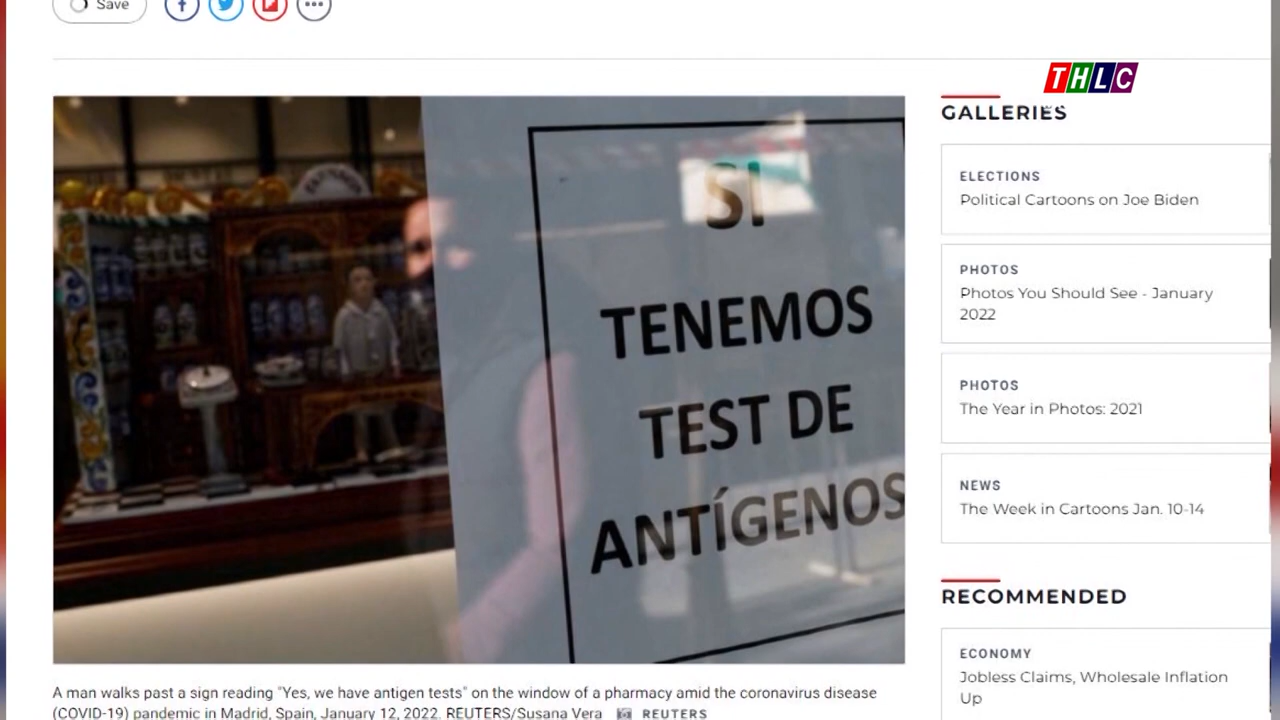 Save
THLC
GALLERIES
ELECTIONS
Political Cartoons on Joe Biden
PHOTOS
Photos You Should See - January
2022
PHOTOS
The Year in Photos: 2021
NEWS
The Week in Cartoons Jan. 10-14
RECOMMENDED
ECONOMY
Jobless Claims, Wholesale Inflation
Up
SI
TENEMOS
TEST DE
ANTÍGENOS
A man walks past a sign reading "Yes, we have antigen tests" on the window of a pharmacy amid the coronavirus disease
(COVID-19) pandemic in Madrid, Spain, January 12, 2022. REUTERS/Susana Vera REUTERS